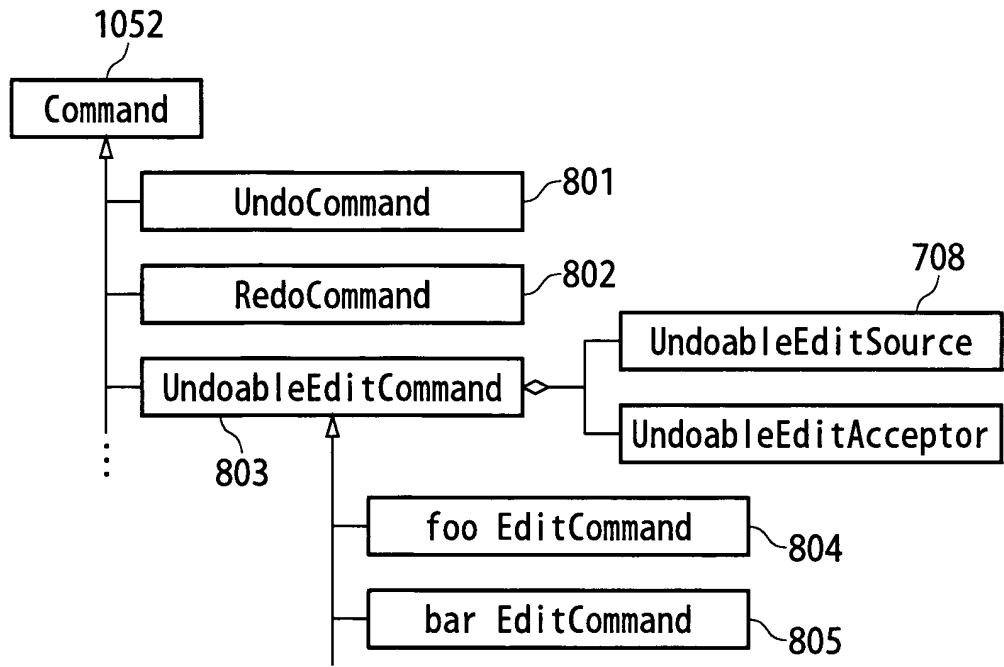 1052
Command
UndoCommand
801
RedoCommand
802
708
UndoableEditSource
UndoableEditCommand
UndoableEditAcceptor
803
foo EditCommand
804
bar EditCommand
805